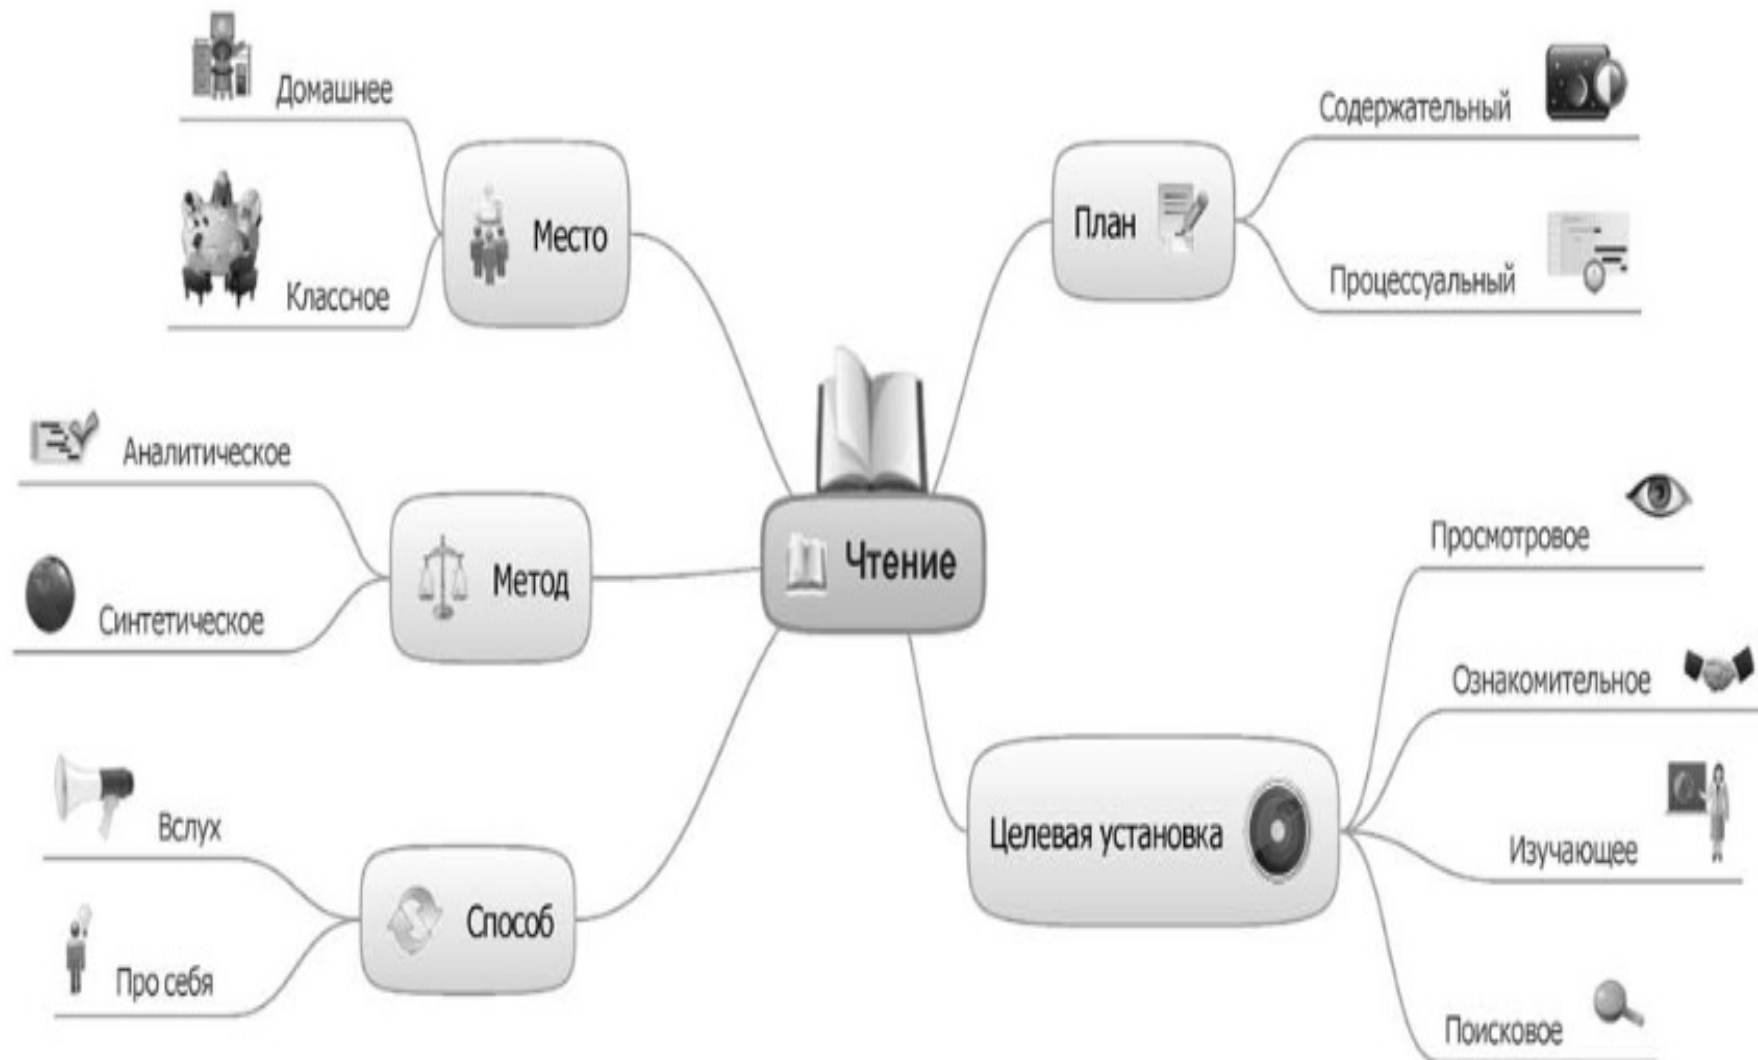 Домашнее
Классное
Место
Аналитическое
Синтетическое
Метод
Вслух
Про себя
Способ
Чтение
План
Содержательный
Процессуальный
Целевая установка
Просмотровое
Ознакомительное
Изучающее
Поисковое